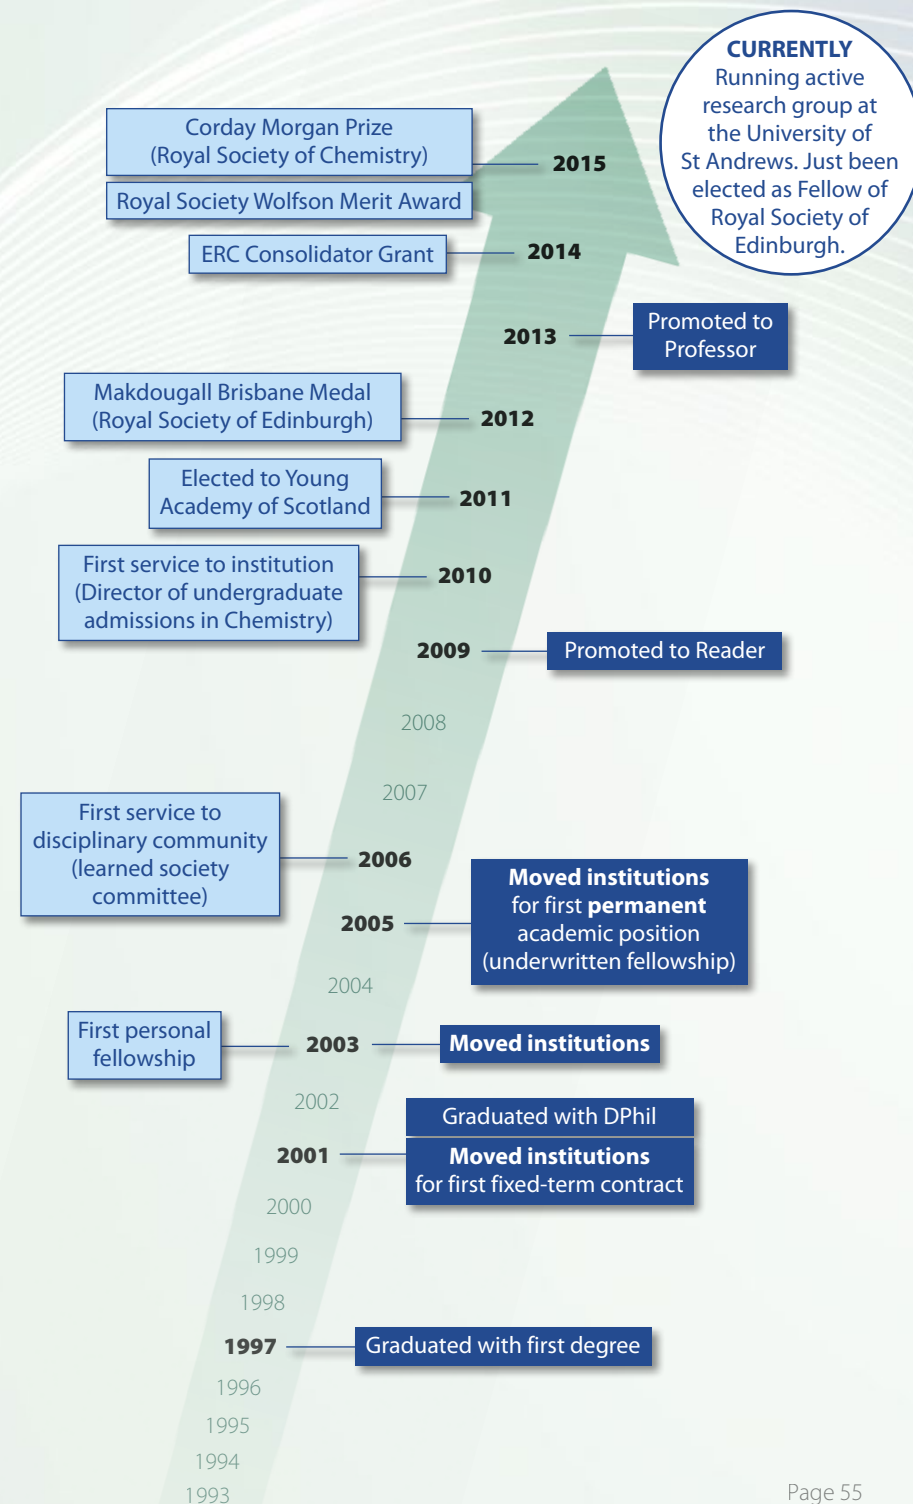 CURRENTLY
Running active
research group at
the University of
St Andrews. Just been
elected as Fellow of
Royal Society of
Edinburgh.
Corday Morgan Prize
(Royal Society of Chemistry)
2015
Royal Society Wolfson Merit Award
ERC Consolidator Grant
2014
2013
Promoted to
Professor
Makdougall Brisbane Medal
(Royal Society of Edinburgh)
2012
Elected to Young
Academy of Scotland
2011
First service to institution
(Director of undergraduate
admissions in Chemistry)
2010
2009
Promoted to Reader
2008
2007
First service to
disciplinary community
(learned society
committee)
2006
2005
Moved institutions
for first permanent
academic position
(underwritten fellowship)
2004
First personal
fellowship
2003
Moved institutions
2002
Graduated with DPhil
2001
Moved institutions
for first fixed-term contract
2000
1999
1998
1997
Graduated with first degree
1996
1995
1994
1993
Page 55